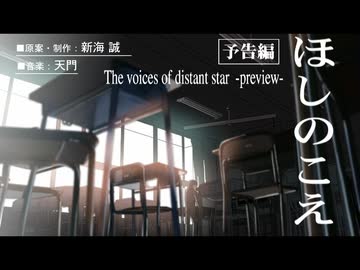 ■原案・制作：新海 誠
■音楽：天門
予告編
The voices of distant star -preview-
ほしのこえ